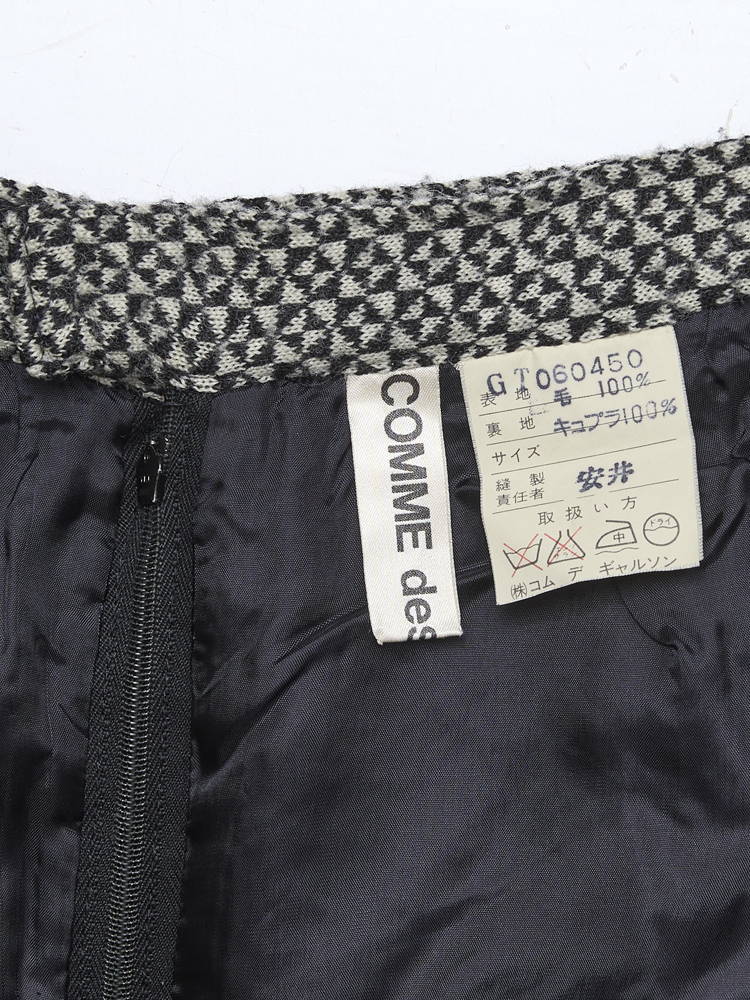 COMME des
GT060450
表地 毛 100%
裏地 キュプラ100%
サイズ
縫製
責任者 安井
取扱い方
中 ドライ
㈱コム デ ギャルソン